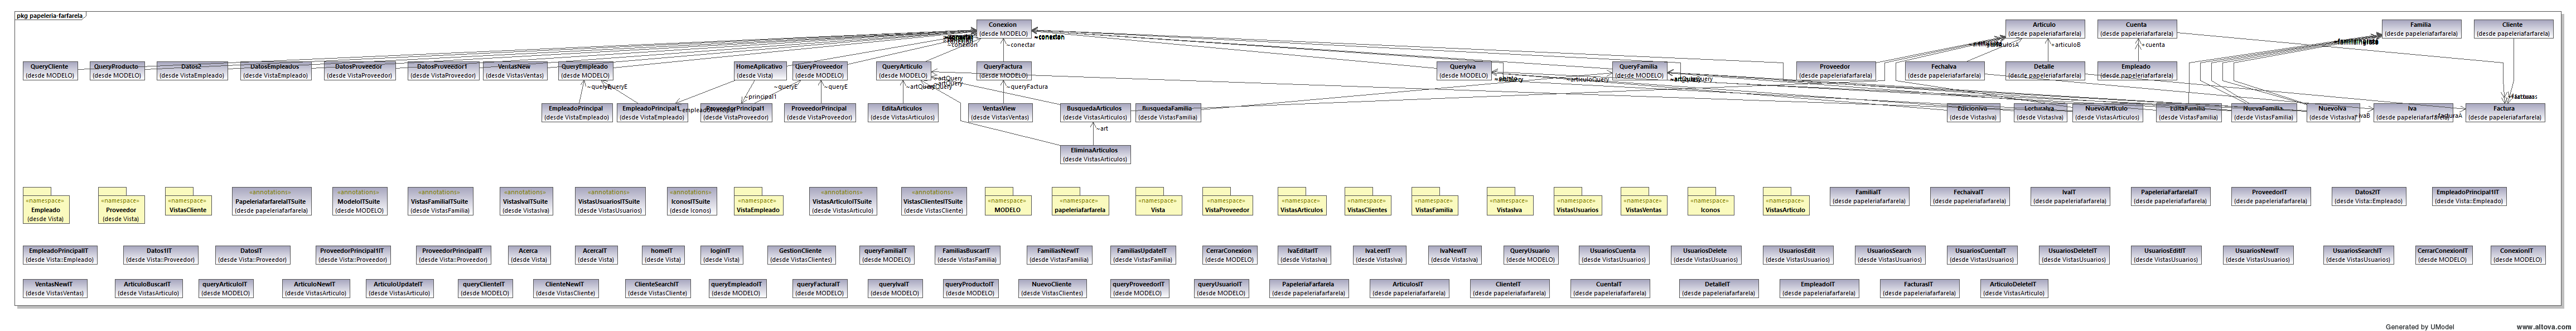 pkg papeleria-farfarela
Conexion
(desde MODELO)
Articulo
(desde papeleriafarfarela)
Cuenta
(desde papeleriafarfarela)
Familia
(desde papeleriafarfarela)
Cliente
(desde papeleriafarfarela)
~conexion
~conectar
~conexion
~articuloB
~cuenta
QueryCliente
(desde MODELO)
QueryProducto
(desde MODELO)
Datos2
(desde VistaEmpleado)
DatosEmpleados
(desde VistaEmpleado)
DatosProveedor
(desde VistaProveedor)
DatosProveedor1
(desde VistaProveedor)
VentasNew
(desde VistasVentas)
QueryEmpleado
(desde MODELO)
HomeAplicativo
(desde Vista)
QueryProveedor
(desde MODELO)
QueryArticulo
(desde MODELO)
QueryFactura
(desde MODELO)
QueryIva
(desde MODELO)
QueryFamilia
(desde MODELO)
Proveedor
(desde papeleriafarfarela)
FechaIva
(desde papeleriafarfarela)
Detalle
(desde papeleriafarfarela)
Empleado
(desde papeleriafarfarela)
~artQuery
~queryE
~queryE
~queryE
~queryFactura
~principal1
EmpleadoPrincipal
(desde VistaEmpleado)
EmpleadoPrincipal1
(desde VistaEmpleado)
ProveedorPrincipal1
(desde VistaProveedor)
ProveedorPrincipal
(desde VistaProveedor)
EditaArticulos
(desde VistasArticulos)
VentasView
(desde VistasVentas)
BusquedaArticulos
(desde VistasArticulos)
BusquedaFamilia
(desde VistasFamilia)
EdicionIva
(desde VistasIva)
LecturaIva
(desde VistasIva)
NuevoArticulo
(desde VistasArticulos)
EditaFamilia
(desde VistasFamilia)
NuevaFamilia
(desde VistasFamilia)
NuevoIva
(desde VistasIva)
Iva
(desde papeleriafarfarela)
Factura
(desde papeleriafarfarela)
~ivaB
~facturaA
~art
EliminaArticulos
(desde VistasArticulos)
«namespace»
Empleado
(desde Vista)
«namespace»
Proveedor
(desde Vista)
«namespace»
VistasCliente
«annotations»
PapeleriafarfarelaITSuite
(desde papeleriafarfarela)
«annotations»
ModeloITSuite
(desde MODELO)
«annotations»
VistasFamiliaITSuite
(desde VistasFamilia)
«annotations»
VistasIvaITSuite
(desde VistasIva)
«annotations»
VistasUsuariosITSuite
(desde VistasUsuarios)
«annotations»
IconosITSuite
(desde Iconos)
«namespace»
VistaEmpleado
«annotations»
VistasArticuloITSuite
(desde VistasArticulo)
«annotations»
VistasClientesITSuite
(desde VistasCliente)
«namespace»
MODELO
«namespace»
papeleriafarfarela
«namespace»
Vista
«namespace»
VistaProveedor
«namespace»
VistasArticulos
«namespace»
VistasClientes
«namespace»
VistasFamilia
«namespace»
VistasIva
«namespace»
VistasUsuarios
«namespace»
VistasVentas
«namespace»
Iconos
«namespace»
VistasArticulo
FamiliaIT
(desde papeleriafarfarela)
FechaivaIT
(desde papeleriafarfarela)
IvaIT
(desde papeleriafarfarela)
PapeleriaFarfarelaIT
(desde papeleriafarfarela)
ProveedorIT
(desde papeleriafarfarela)
Datos2IT
(desde Vista::Empleado)
EmpleadoPrincipal1IT
(desde Vista::Empleado)
EmpleadoPrincipalIT
(desde Vista::Empleado)
Datos1IT
(desde Vista::Proveedor)
DatosIT
(desde Vista::Proveedor)
ProveedorPrincipal1IT
(desde Vista::Proveedor)
ProveedorPrincipalIT
(desde Vista::Proveedor)
Acerca
(desde Vista)
AcercaIT
(desde Vista)
homeIT
(desde Vista)
loginIT
(desde Vista)
GestionCliente
(desde VistasClientes)
queryFamiliaIT
(desde MODELO)
FamiliasBuscarIT
(desde VistasFamilia)
FamiliasNewIT
(desde VistasFamilia)
FamiliasUpdateIT
(desde VistasFamilia)
CerrarConexion
(desde MODELO)
IvaEditarIT
(desde VistasIva)
IvaLeerIT
(desde VistasIva)
IvaNewIT
(desde VistasIva)
QueryUsuario
(desde MODELO)
UsuariosCuenta
(desde VistasUsuarios)
UsuariosDelete
(desde VistasUsuarios)
UsuariosEdit
(desde VistasUsuarios)
UsuariosSearch
(desde VistasUsuarios)
UsuariosCuentaIT
(desde VistasUsuarios)
UsuariosDeleteIT
(desde VistasUsuarios)
UsuariosEditIT
(desde VistasUsuarios)
UsuariosNewIT
(desde VistasUsuarios)
UsuariosSearchIT
(desde VistasUsuarios)
CerrarConexionIT
(desde MODELO)
ConexionIT
(desde MODELO)
VentasNewIT
(desde VistasVentas)
ArticuloBuscarIT
(desde VistasArticulo)
queryArticuloIT
(desde MODELO)
ArticuloNewIT
(desde VistasArticulo)
ArticuloUpdateIT
(desde VistasArticulo)
queryClienteIT
(desde MODELO)
ClienteNewIT
(desde VistasCliente)
ClienteSearchIT
(desde VistasCliente)
queryEmpleadoIT
(desde MODELO)
queryFacturaIT
(desde MODELO)
queryIvaIT
(desde MODELO)
queryProductoIT
(desde MODELO)
NuevoCliente
(desde VistasClientes)
queryProveedorIT
(desde MODELO)
queryUsuarioIT
(desde MODELO)
PapeleriaFarfarela
(desde papeleriafarfarela)
ArticulosIT
(desde papeleriafarfarela)
ClienteIT
(desde papeleriafarfarela)
CuentaIT
(desde papeleriafarfarela)
DetalleIT
(desde papeleriafarfarela)
EmpleadoIT
(desde papeleriafarfarela)
FacturasIT
(desde papeleriafarfarela)
ArticuloDeleteIT
(desde VistasArticulo)
Generated by UModel
www.altova.com